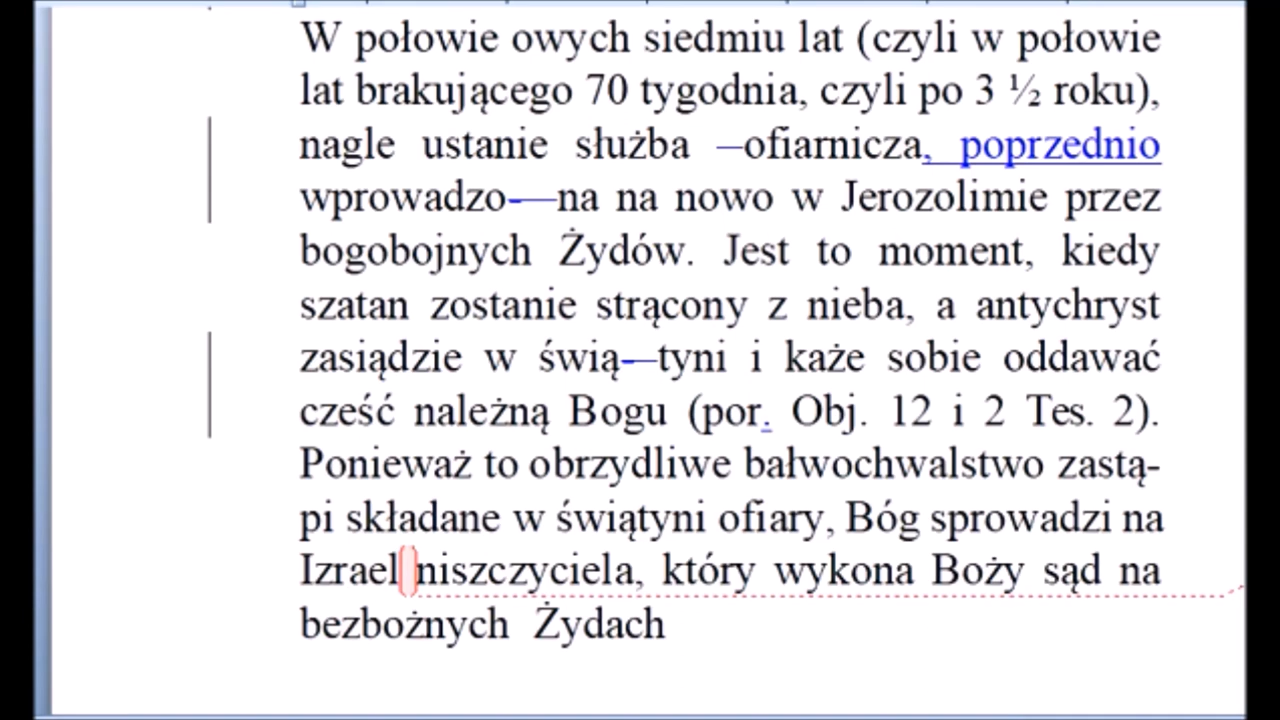 W połowie owych siedmiu lat (czyli w połowie
lat brakującego 70 tygodnia, czyli po 3 ½ roku),
nagle ustanie służba –ofiarnicza, poprzednio
wprowadzo-—na na nowo w Jerozolimie przez
bogobojnych Żydów. Jest to moment, kiedy
szatan zostanie strącony z nieba, a antychryst
zasiądzie w świą-—tyni i każe sobie oddawać
cześć należną Bogu (por. Obj. 12 i 2 Tes. 2).
Ponieważ to obrzydliwe bałwochwalstwo zastą-
pi składane w świątyni ofiary, Bóg sprowadzi na
Izrael niszczyciela, który wykona Boży sąd na
bezbożnych Żydach